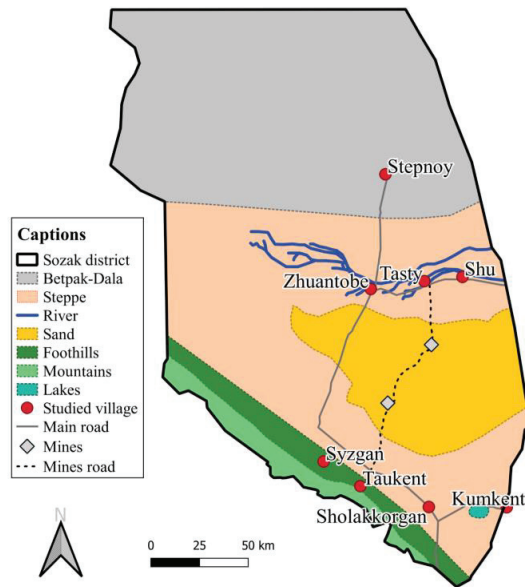 Stepnoy
Zhuantobe
Tasty
Shu
Captions
Sozak district
Betpak-Dala
Steppe
River
Sand
Foothills
Mountains
Lakes
Studied village
Main road
Mines
Mines road
Syzgan
Taukent
Sholakkorgan
Kumkent
N
0 25 50 km